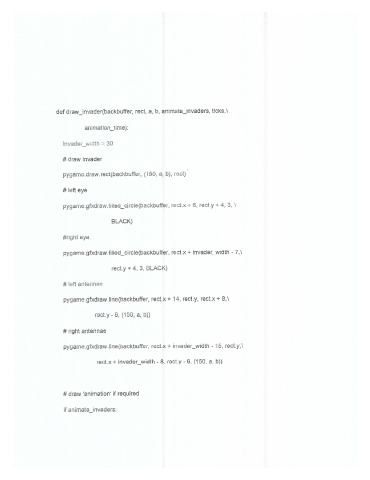 def draw_invader(backbuffer, rect, a, b, animate_invaders, ticks,\
animation_time):
invader_width = 30
# draw invader
pygame.draw.rect(backbuffer, (150, a, b), rect)
# left eye
pygame.gfxdraw.filled_circle(backbuffer, rect.x + 6, rect.y + 4, 3, \
BLACK)
#right eye
pygame.gfxdraw.filled_circle(backbuffer, rect.x + invader_width - 7,\
rect.y + 4, 3, BLACK)
# left antennae
pygame.gfxdraw.line(backbuffer, rect.x + 14, rect.y, rect.x + 8,\
rect.y - 6, (150, a, b))
# right antennae
pygame.gfxdraw.line(backbuffer, rect.x + invader_width - 15, rect.y,\
rect.x + invader_width - 8, rect.y - 6, (150, a, b))
# draw 'animation' if required
if animate_invaders: